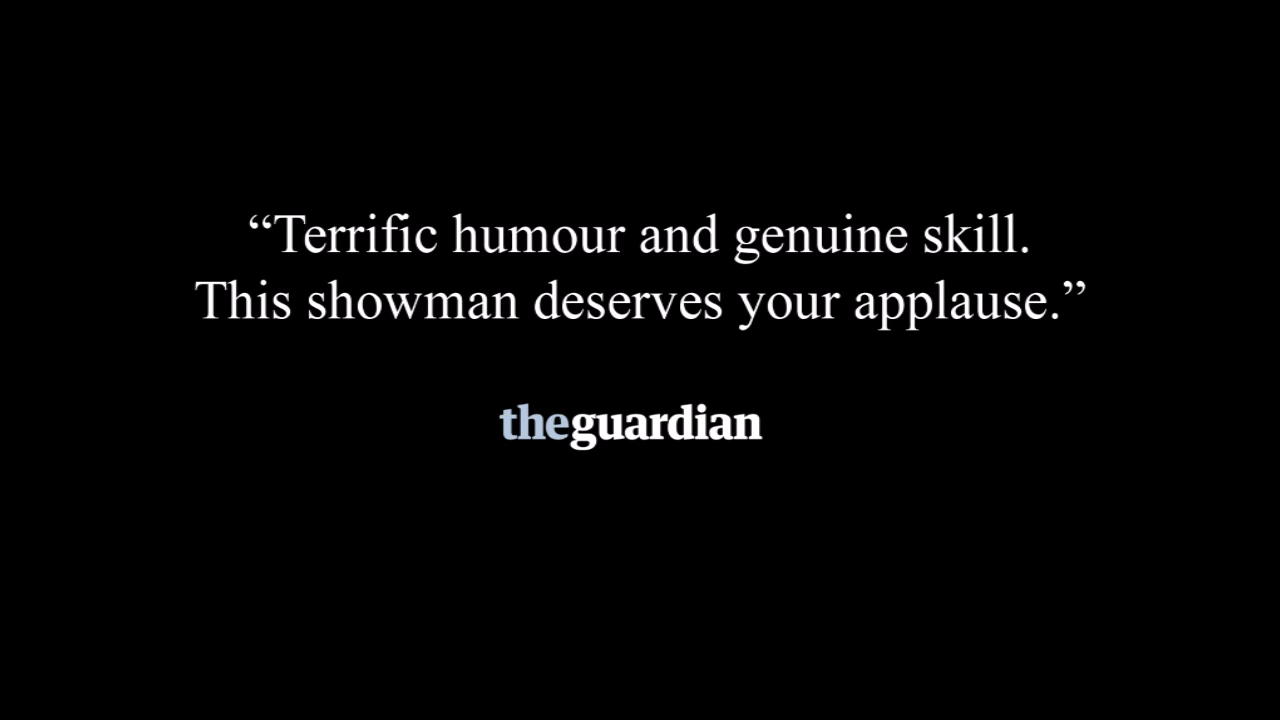 “Terrific humour and genuine skill.
This showman deserves your applause.”
theguardian